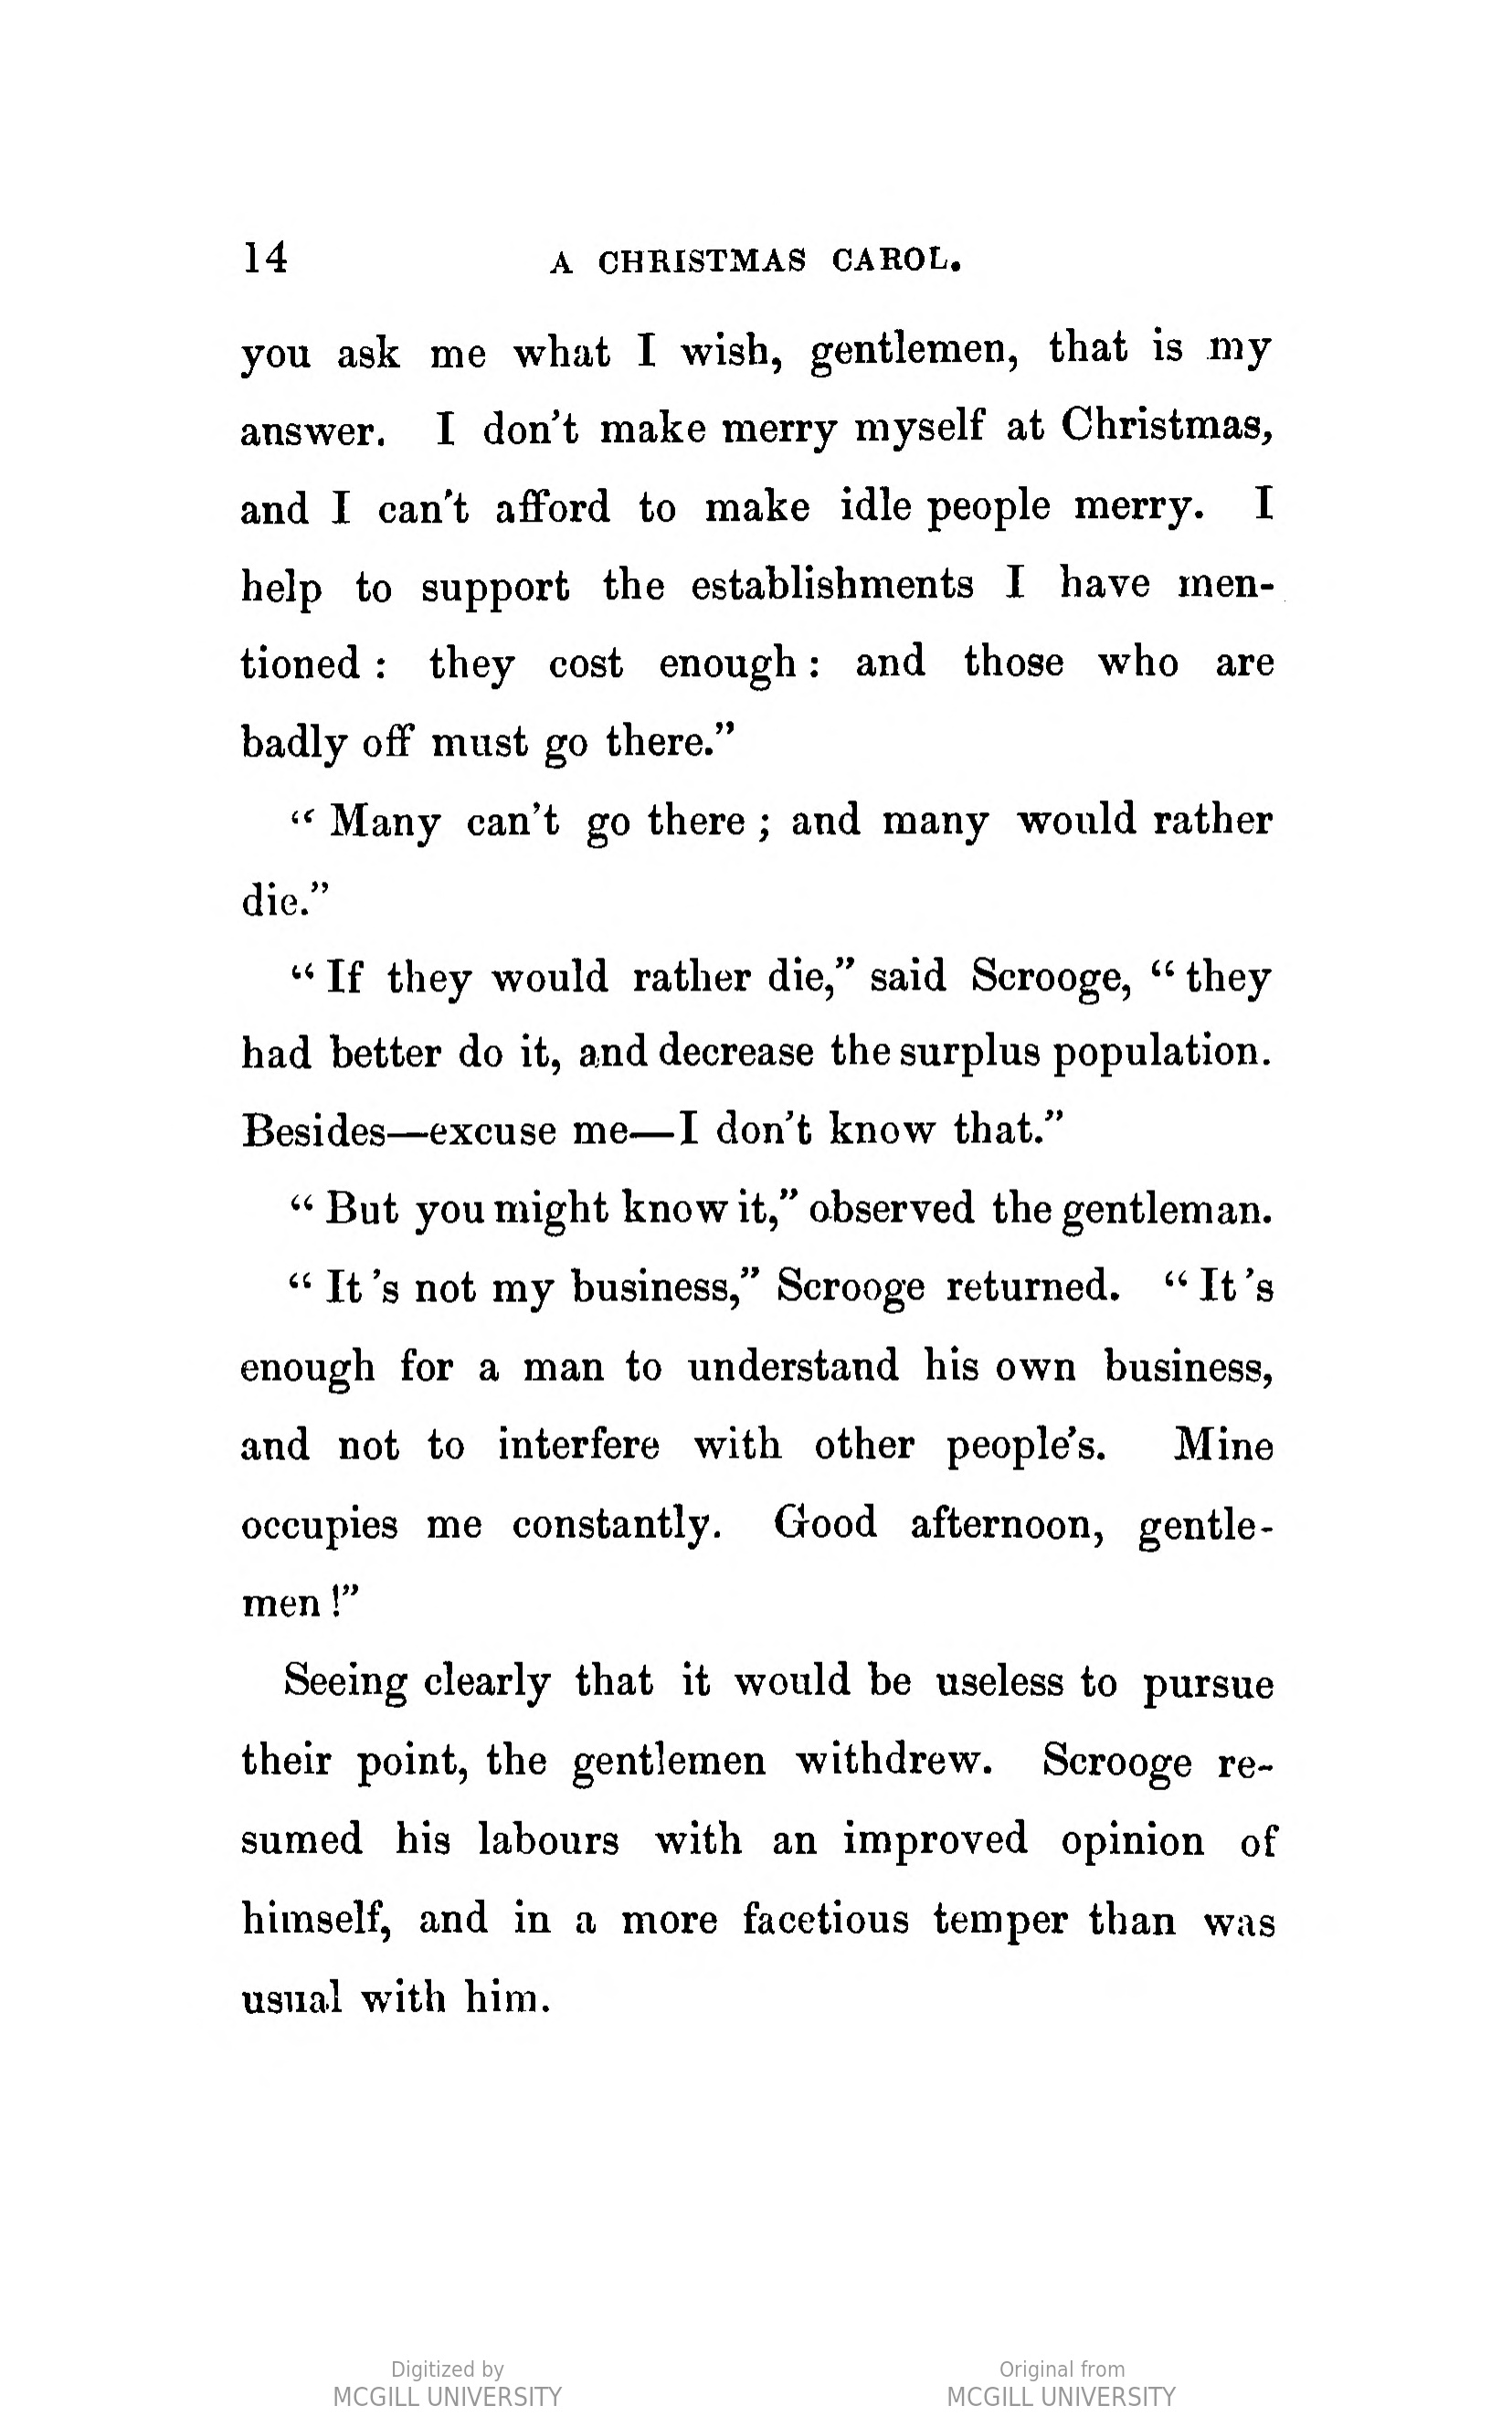 14 A CHRISTMAS CAROL.
you ask me what I wish, gentlemen, that is my
answer. I don’t make merry myself at Christmas,
and I can’t afford to make idle people merry. I
help to support the establishments I have men-
tioned : they cost enough : and those who are
badly off must go there.”
“ Many can’t go there ; and many would rather
die.”
“ If they would rather die,” said Scrooge, “ they
had better do it, and decrease the surplus population.
Besides—excuse me—I don’t know that.”
“ But you might know it,” observed the gentleman.
“ It ’s not my business,” Scrooge returned. “ It ’s
enough for a man to understand his own business,
and not to interfere with other people’s. Mine
occupies me constantly. Good afternoon, gentle-
men !”
Seeing clearly that it would be useless to pursue
their point, the gentlemen withdrew. Scrooge re-
sumed his labours with an improved opinion of
himself, and in a more facetious temper than was
usual with him.
Digitized by
MCGILL UNIVERSITY
Original from
MCGILL UNIVERSITY